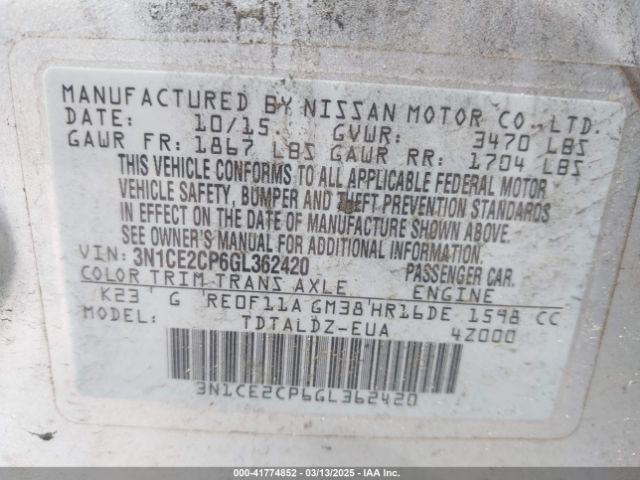 MANUFACTURED BY NISSAN MOTOR CO.,LTD.
DATE: 10/15 GVWR: 3470 LBS
GAWR FR: 1867 LBS GAWR RR: 1704 LBS
THIS VEHICLE CONFORMS TO ALL APPLICABLE FEDERAL MOTOR
VEHICLE SAFETY, BUMPER AND THEFT PREVENTION STANDARDS
IN EFFECT ON THE DATE OF MANUFACTURE SHOWN ABOVE.
SEE OWNER'S MANUAL FOR ADDITIONAL INFORMATION.
VIN: 3N1CE2CP6GL362420 PASSENGER CAR.
COLOR TRIM TRANS AXLE ENGINE
K23 G RE0F11A GM38 HR16DE 1598 CC
MODEL: TDTALDZ-EUA 4Z000
3N1CE2CP6GL362420
000-41774852 | 03/13/2025 - IAA Inc.